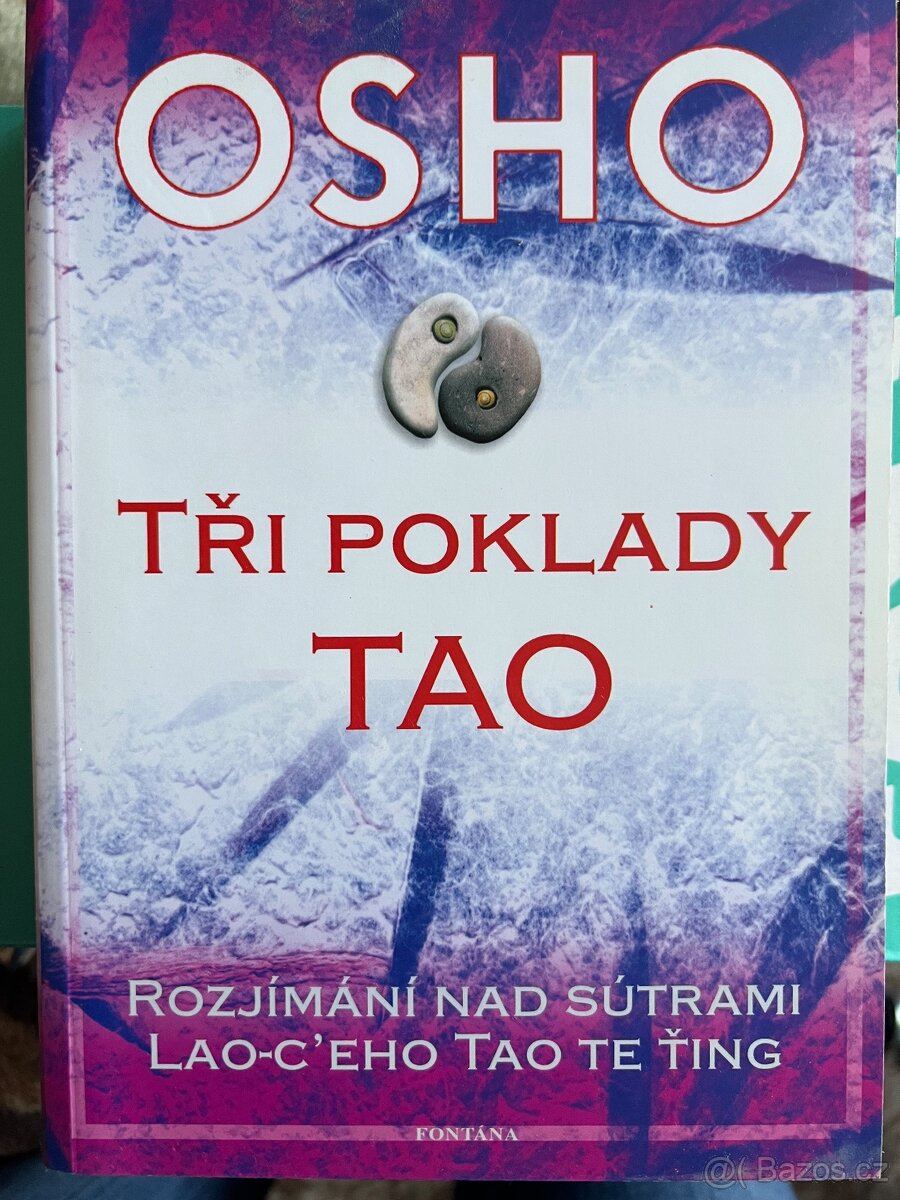 OSHO
TŘI POKLADY
TAO
ROZJÍMÁNÍ NAD SÚTRAMI
LAO-C'EHO TAO TE ŤING
FONTÁNA
@( Bazos.cz